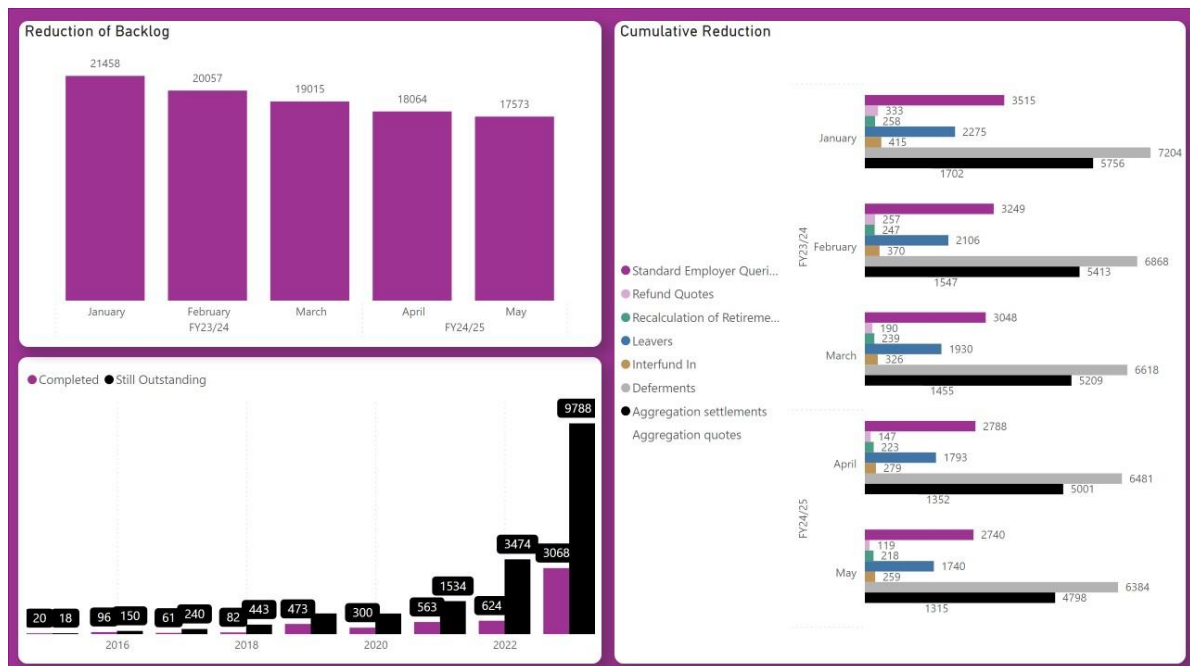 Reduction of Backlog
21458
20057
19015
18064
17573
January
February
March
April
May
FY23/24
FY24/25
Completed
Still Outstanding
20
18
96
150
61
240
82
443
473
300
563
1534
624
3474
3068
9788
2016
2018
2020
2022
Cumulative Reduction
Standard Employer Queri...
Refund Quotes
Recalculation of Retireme...
Leavers
Interfund In
Deferments
Aggregation settlements
Aggregation quotes
FY23/24
January
3515
333
258
2275
415
7204
5756
1702
February
3249
257
247
2106
370
6868
5413
1547
March
3048
190
239
1930
326
6618
5209
1455
FY24/25
April
2788
147
223
1793
279
6481
5001
1352
May
2740
119
218
1740
259
6384
4798
1315